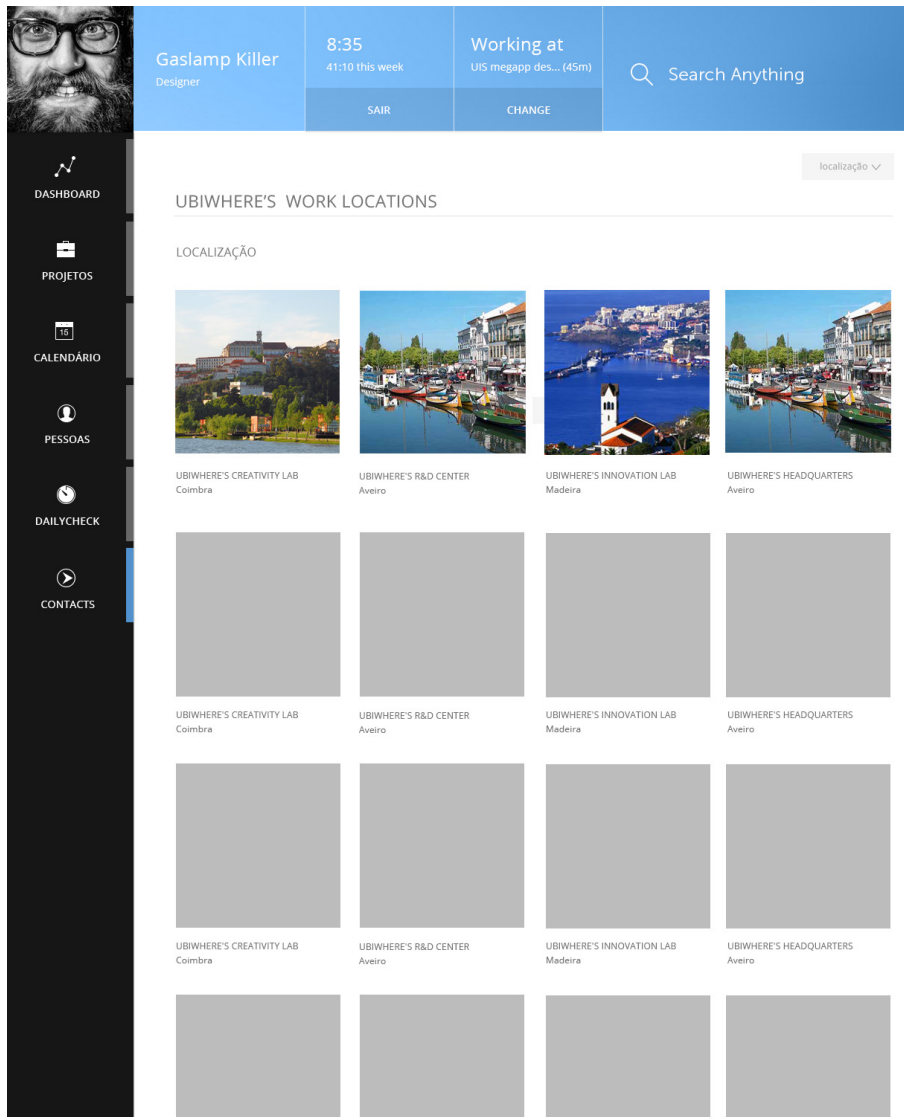 Gaslamp Killer
Designer
8:35
41:10 this week
SAIR
Working at
UIS megapp des... (45m)
CHANGE
Search Anything
DASHBOARD
PROJETOS
15
CALENDÁRIO
PESSOAS
DAILYCHECK
CONTACTS
localização
UBIWHERE'S WORK LOCATIONS
LOCALIZAÇÃO
UBIWHERE'S CREATIVITY LAB
Coimbra
UBIWHERE'S R&D CENTER
Aveiro
UBIWHERE'S INNOVATION LAB
Madeira
UBIWHERE'S HEADQUARTERS
Aveiro
UBIWHERE'S CREATIVITY LAB
Coimbra
UBIWHERE'S R&D CENTER
Aveiro
UBIWHERE'S INNOVATION LAB
Madeira
UBIWHERE'S HEADQUARTERS
Aveiro
UBIWHERE'S CREATIVITY LAB
Coimbra
UBIWHERE'S R&D CENTER
Aveiro
UBIWHERE'S INNOVATION LAB
Madeira
UBIWHERE'S HEADQUARTERS
Aveiro